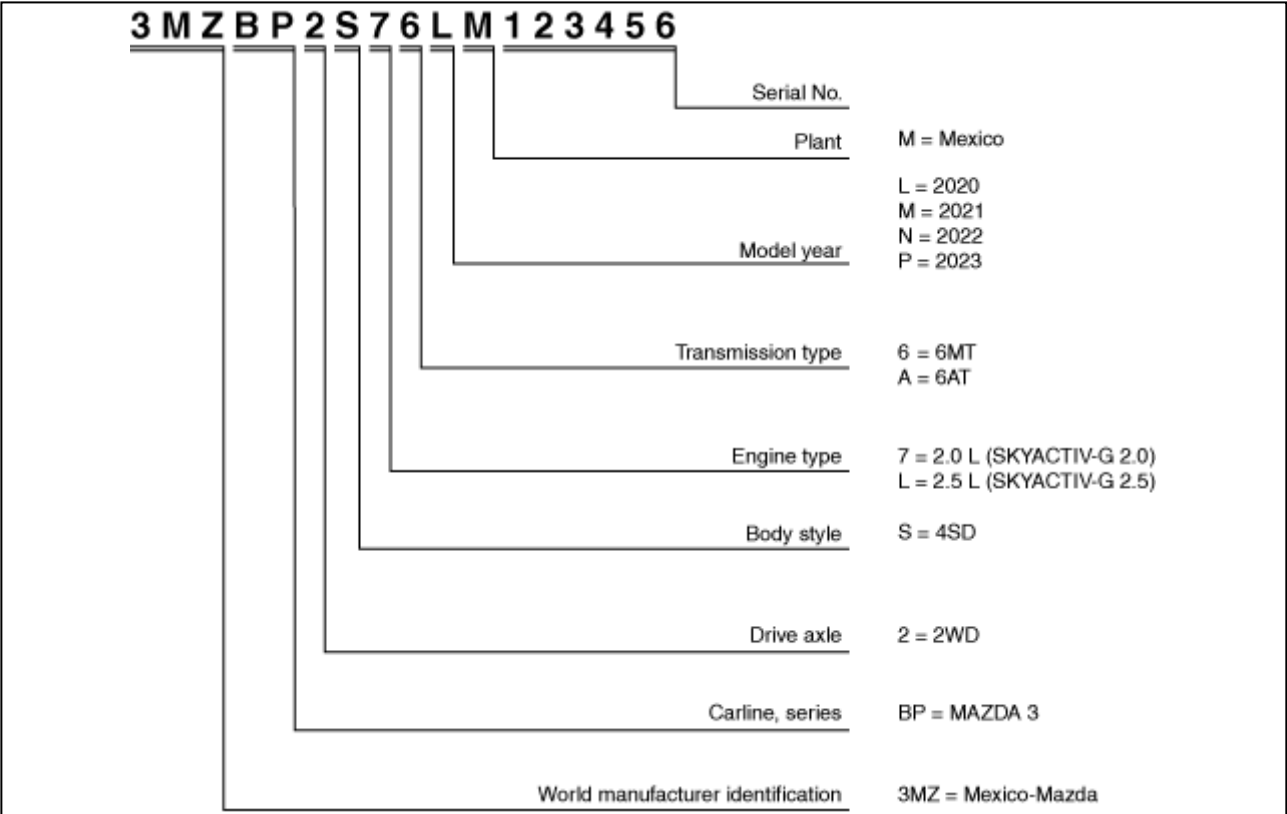 3 M Z B P 2 S 7 6 L M 1 2 3 4 5 6
Serial No.
Plant M = Mexico
L = 2020
M = 2021
N = 2022
Model year P = 2023
Transmission type 6 = 6MT
A = 6AT
Engine type 7 = 2.0 L (SKYACTIV-G 2.0)
L = 2.5 L (SKYACTIV-G 2.5)
Body style S = 4SD
Drive axle 2 = 2WD
Carline, series BP = MAZDA 3
World manufacturer identification 3MZ = Mexico-Mazda